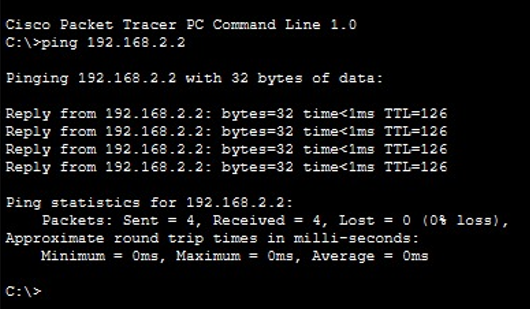 Cisco Packet Tracer PC Command Line 1.0
C:\>ping 192.168.2.2
Pinging 192.168.2.2 with 32 bytes of data:
Reply from 192.168.2.2: bytes=32 time<1ms TTL=126
Reply from 192.168.2.2: bytes=32 time<1ms TTL=126
Reply from 192.168.2.2: bytes=32 time<1ms TTL=126
Reply from 192.168.2.2: bytes=32 time<1ms TTL=126
Ping statistics for 192.168.2.2:
Packets: Sent = 4, Received = 4, Lost = 0 (0% loss),
Approximate round trip times in milli-seconds:
Minimum = 0ms, Maximum = 0ms, Average = 0ms
C:\>